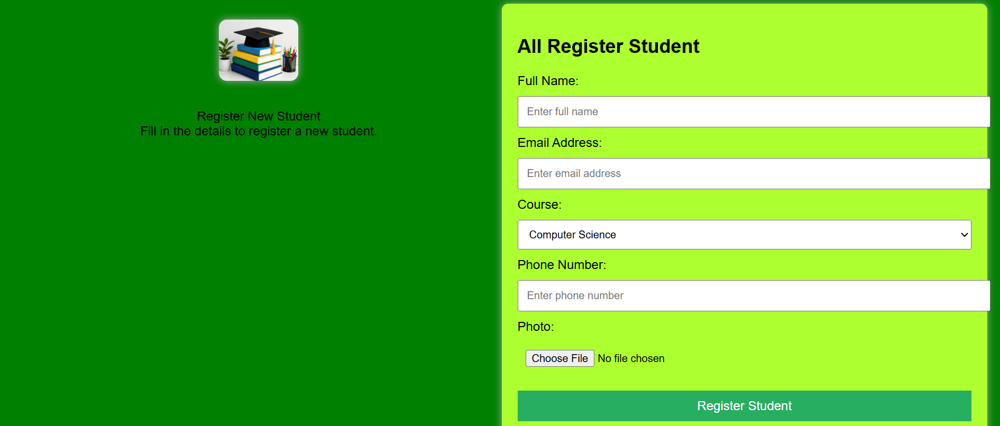 Register New Student
Fill in the details to register a new student.
All Register Student
Full Name:
Enter full name
Email Address:
Enter email address
Course:
Computer Science
Phone Number:
Enter phone number
Photo:
Choose File No file chosen
Register Student